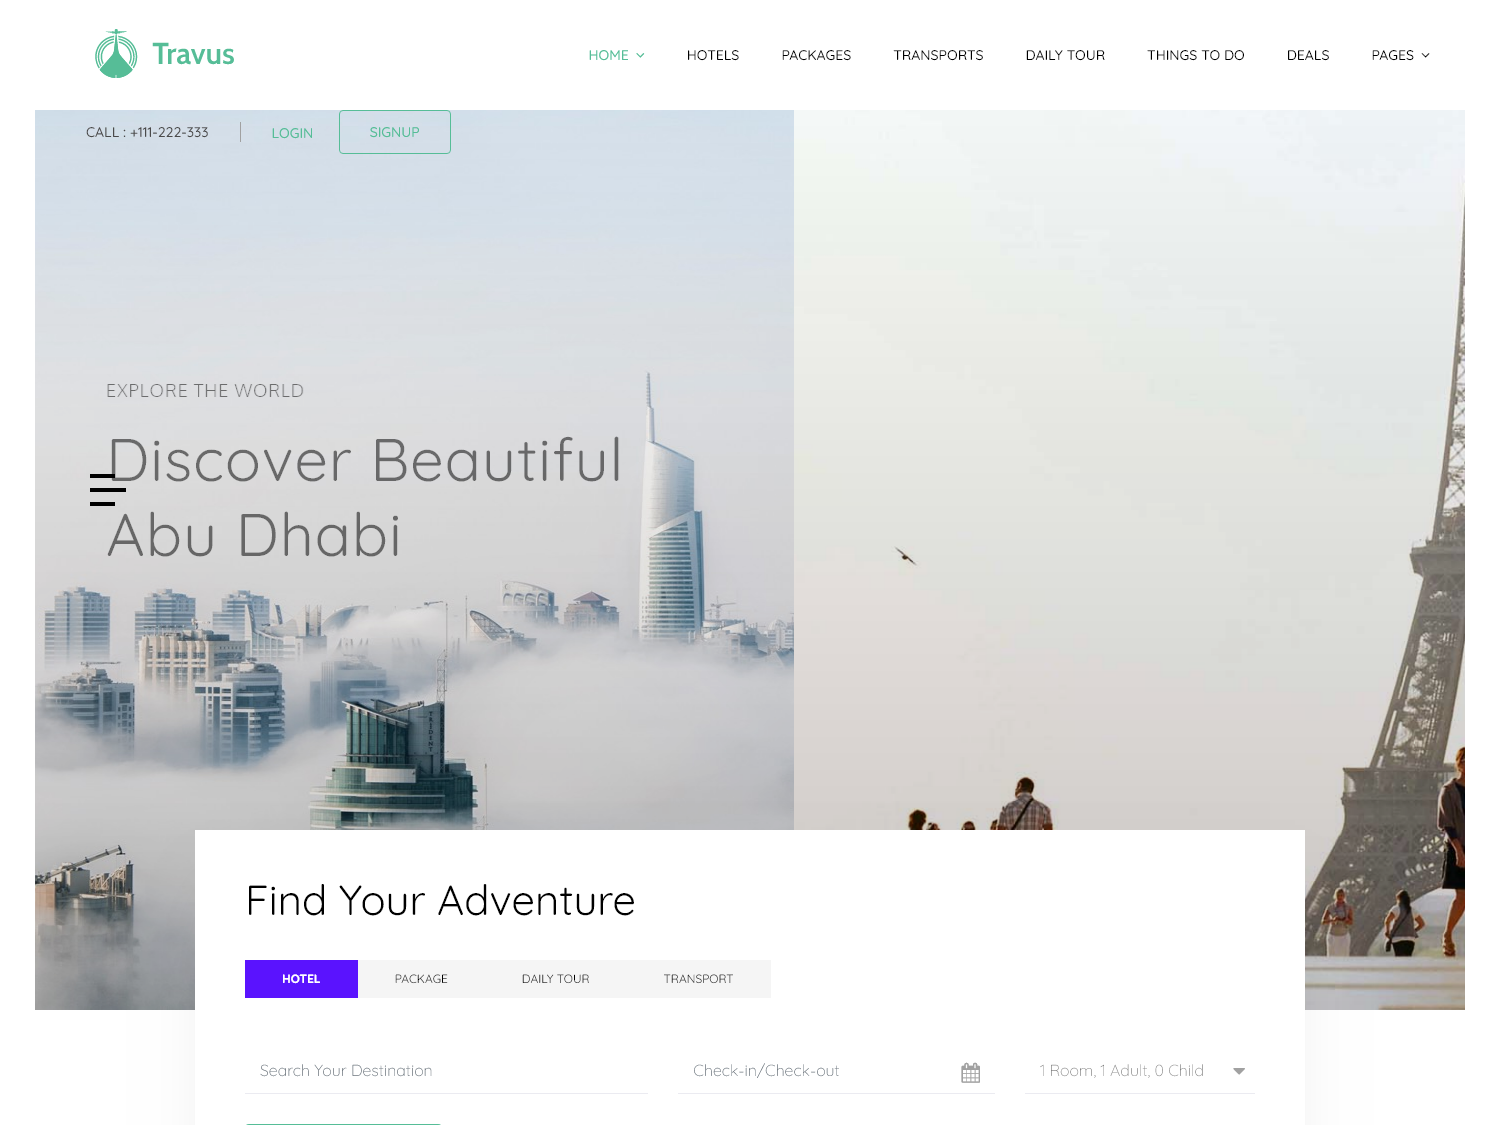 Travus
HOME HOTELS PACKAGES TRANSPORTS DAILY TOUR THINGS TO DO DEALS PAGES
CALL : +111-222-333 LOGIN SIGNUP
EXPLORE THE WORLD
Discover Beautiful
Abu Dhabi
TRIDENT
Find Your Adventure
HOTEL PACKAGE DAILY TOUR TRANSPORT
Search Your Destination Check-in/Check-out 1 Room, 1 Adult, 0 Child